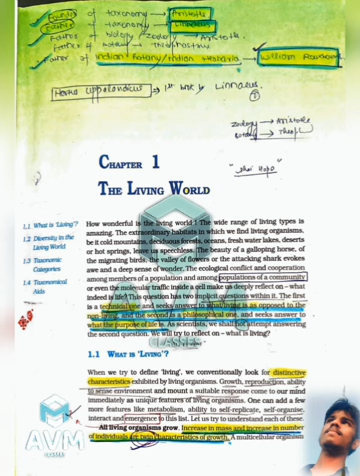 of taxonomy → Aristotle
of taxonomy →
Father of biology / Zoology → Aristotle
Father of botany → Theophrastus
Father of Indian Botany/Indian →  William Roxburgh
Hortus uplandicus ⇒ 1st book by Linnaeus
zoology → Aristotle
botany → Theoph
CHAPTER 1
THE LIVING WORLD
1.1 What is 'Living'?
1.2 Diversity in the
Living World
1.3 Taxonomic
Categories
1.4 Taxonomical
Aids
How wonderful is the living world ! The wide range of living types is
amazing. The extraordinary habitats in which we find living organisms,
be it cold mountains, deciduous forests, oceans, fresh water lakes, deserts
or hot springs, leave us speechless. The beauty of a galloping horse, of
the migrating birds, the valley of flowers or the attacking shark evokes
awe and a deep sense of wonder. The ecological conflict and cooperation
among members of a population and among populations of a community
or even the molecular traffic inside a cell make us deeply reflect on – what
indeed is life? This question has two implicit questions within it. The first
is a technical one and seeks answer to what living is as opposed to the
non-living, and the second is a philosophical one, and seeks answer to
what the purpose of life is. As scientists, we shall not attempt answering
the second question. We will try to reflect on – what is living?
1.1 WHAT IS 'LIVING'?
When we try to define 'living', we conventionally look for distinctive
characteristics exhibited by living organisms. Growth, reproduction, ability
to sense environment and mount a suitable response come to our mind
immediately as unique features of living organisms. One can add a few
more features like metabolism, ability to self-replicate, self-organise,
interact and emergence to this list. Let us try to understand each of these.
All living organisms grow. Increase in mass and increase in number
of individuals are twin characteristics of growth. A multicellular organism
AVM